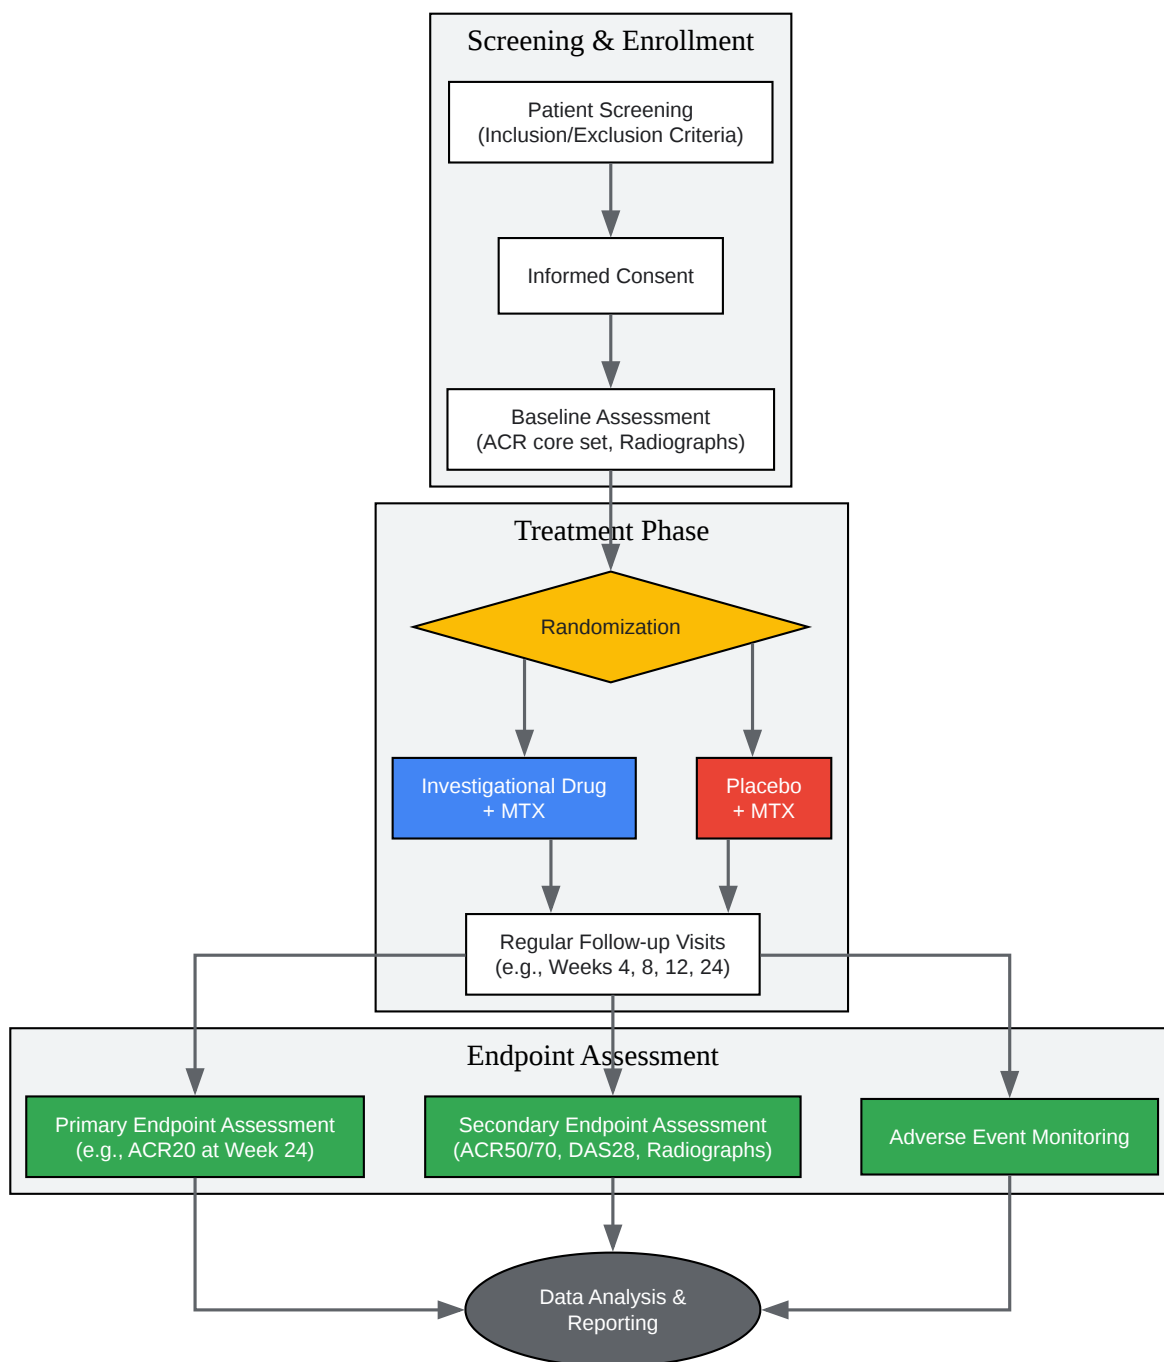 Screening & Enrollment
Patient Screening
(Inclusion/Exclusion Criteria)
Informed Consent
Baseline Assessment
(ACR core set, Radiographs)
Treatment Phase
Randomization
Investigational Drug
+ MTX
Placebo
+ MTX
Regular Follow-up Visits
(e.g., Weeks 4, 8, 12, 24)
Endpoint Assessment
Primary Endpoint Assessment
(e.g., ACR20 at Week 24)
Secondary Endpoint Assessment
(ACR50/70, DAS28, Radiographs)
Adverse Event Monitoring
Data Analysis &
Reporting